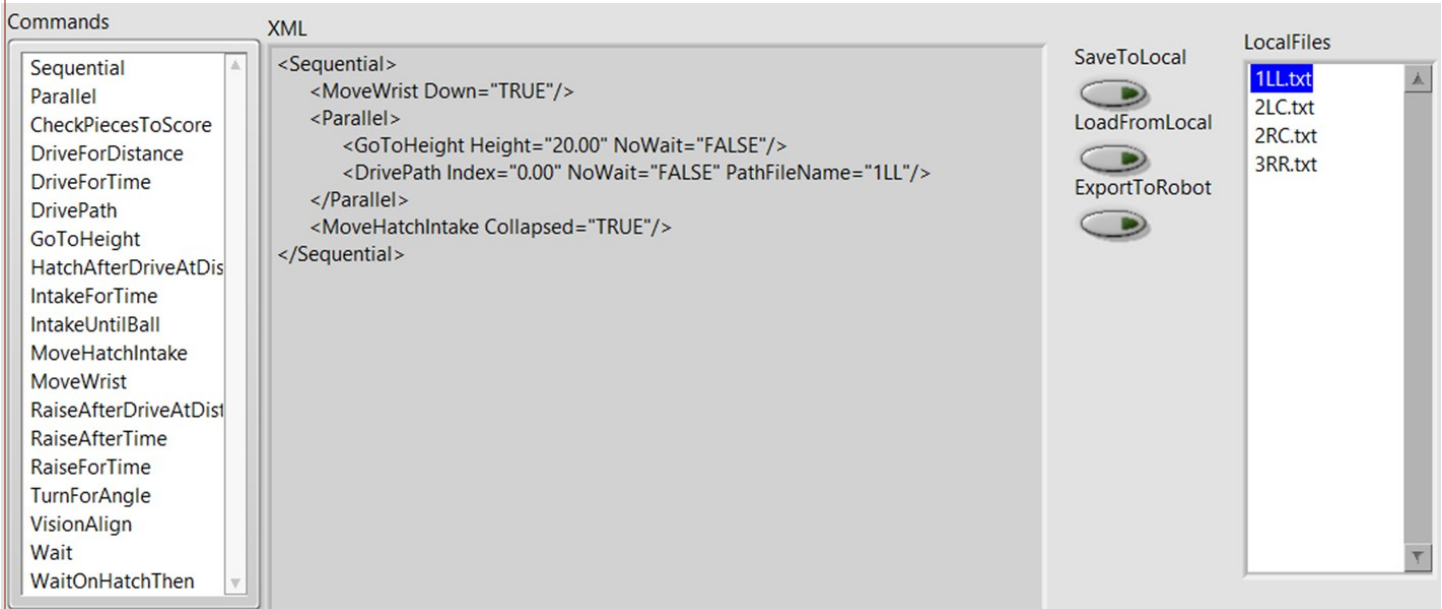 Commands
Sequential
Parallel
CheckPiecesToScore
DriveForDistance
DriveForTime
DrivePath
GoToHeight
HatchAfterDriveAtDis
IntakeForTime
IntakeUntilBall
MoveHatchIntake
MoveWrist
RaiseAfterDriveAtDist
RaiseAfterTime
RaiseForTime
TurnForAngle
VisionAlign
Wait
WaitOnHatchThen
XML
<Sequential>
<MoveWrist Down="TRUE"/>
<Parallel>
<GoToHeight Height="20.00" NoWait="FALSE"/>
<DrivePath Index="0.00" NoWait="FALSE" PathFileName="1LL"/>
</Parallel>
<MoveHatchIntake Collapsed="TRUE"/>
</Sequential>
SaveToLocal
LoadFromLocal
ExportToRobot
LocalFiles
1LL.txt
2LC.txt
2RC.txt
3RR.txt